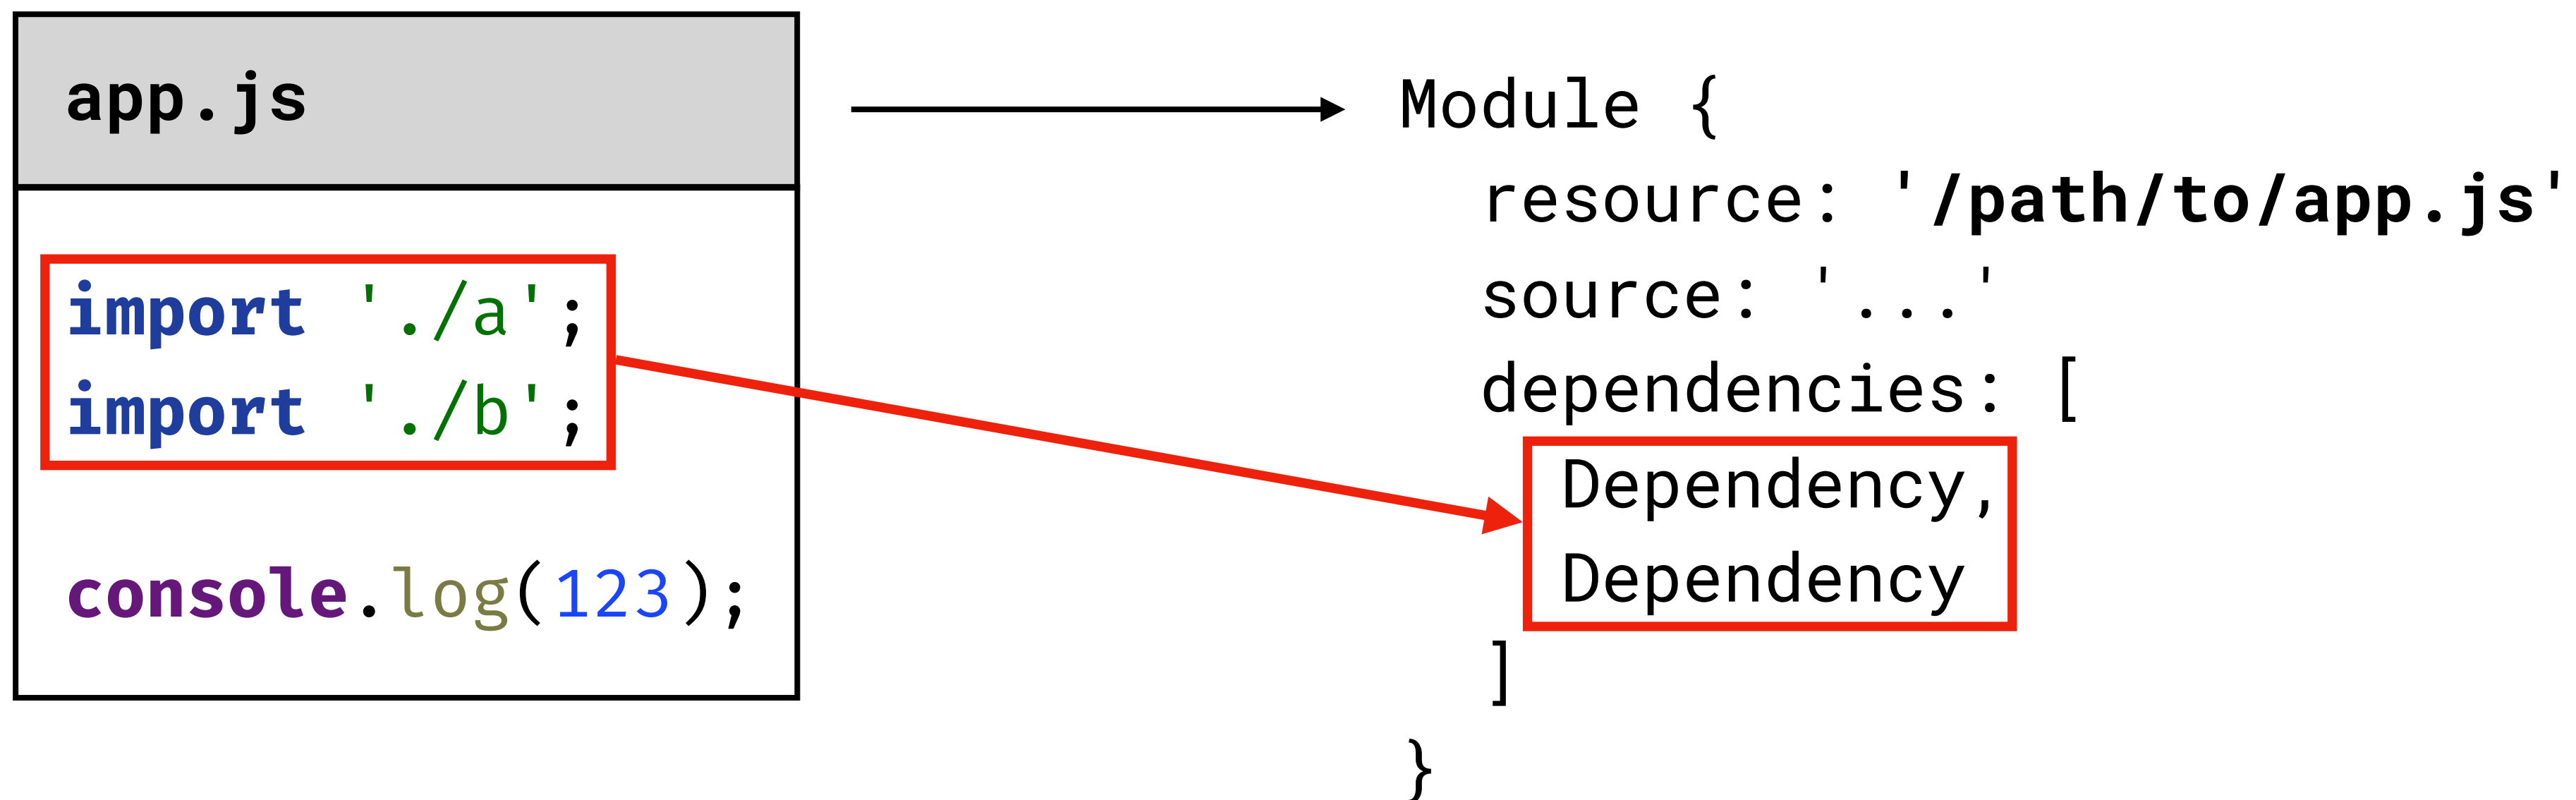 app.js
import './a';
import './b';
console.log(123);
Module {
resource: '/path/to/app.js'
source: '...'
dependencies: [
Dependency,
Dependency
]
}